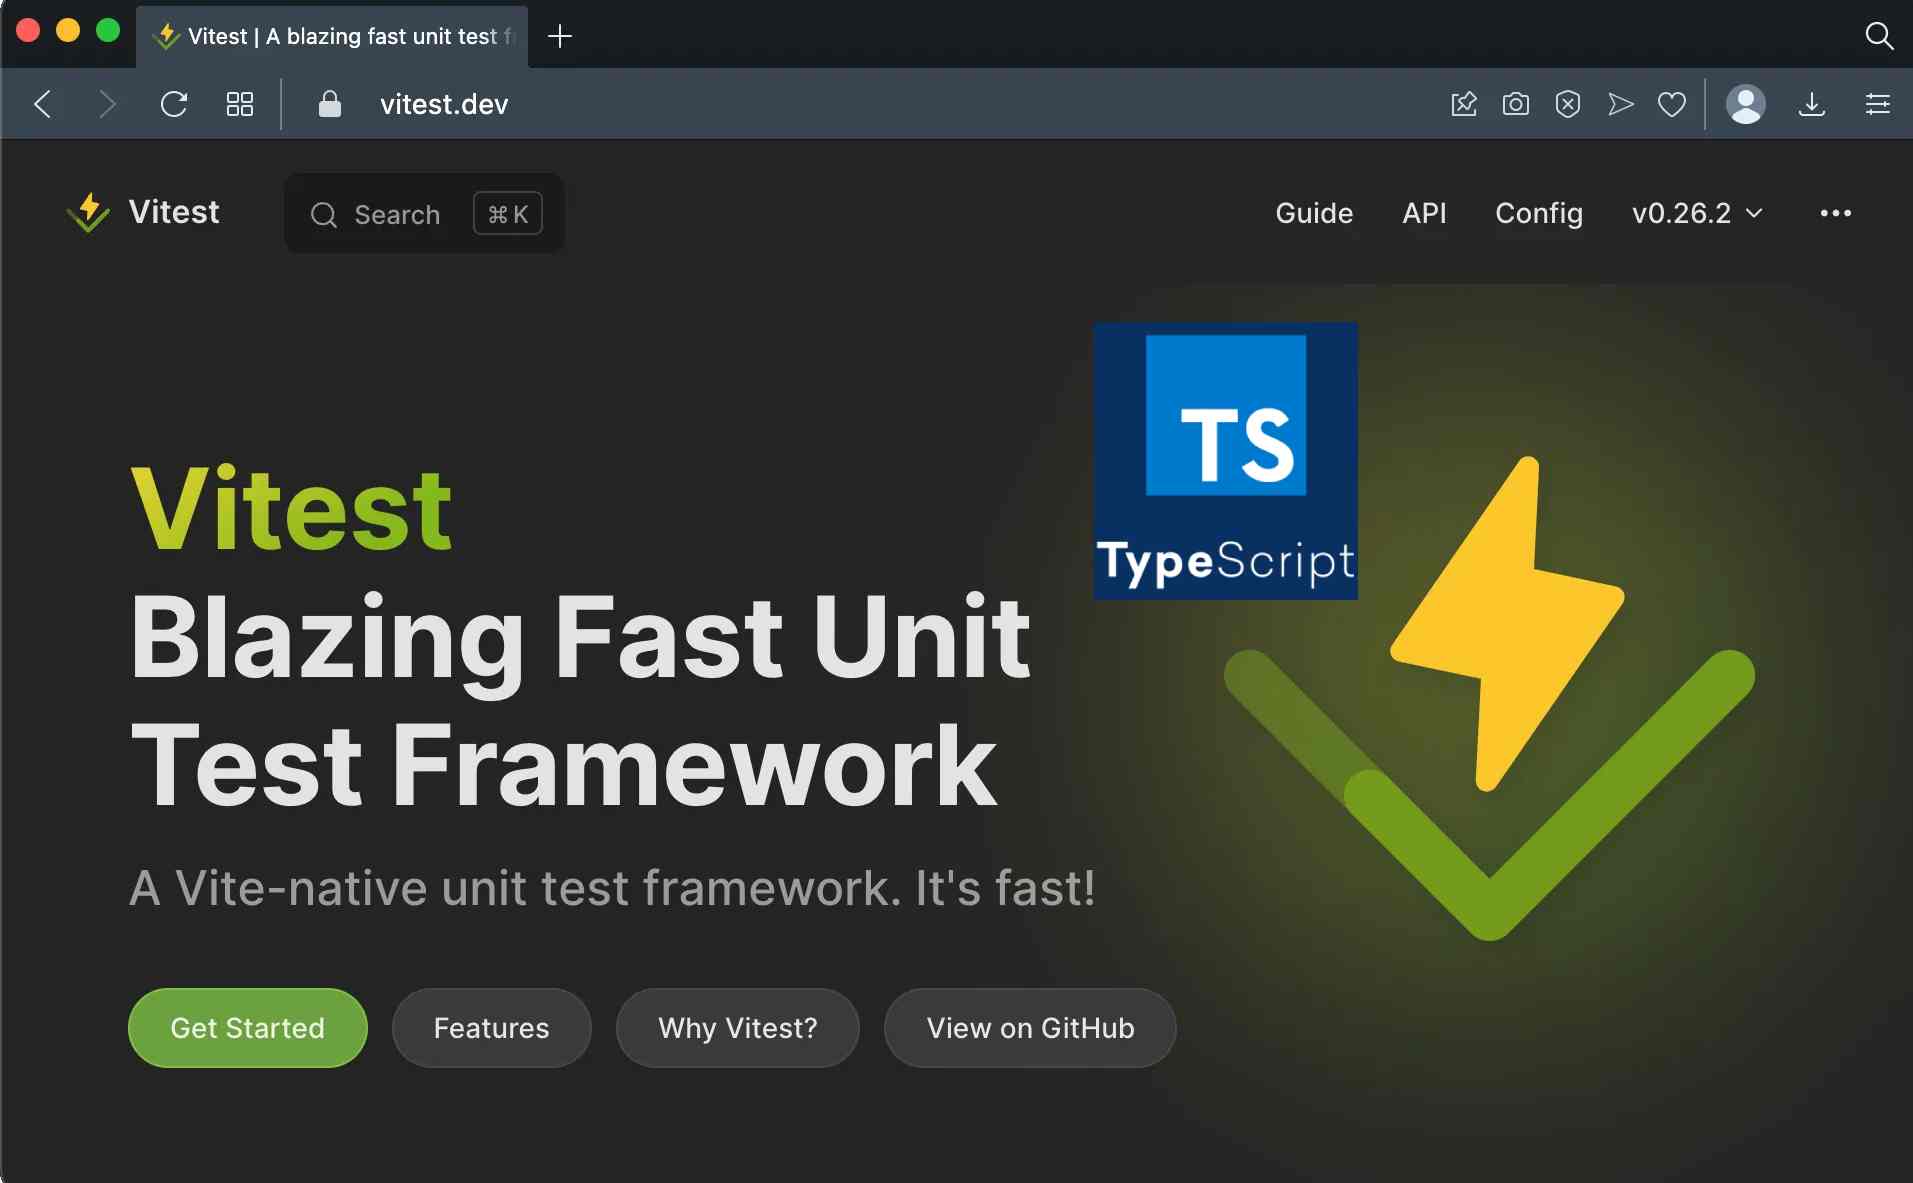 Vitest | A blazing fast unit test f
vitest.dev
Vitest
Search
⌘ K
Guide
API
Config
v0.26.2
TS
TypeScript
Vitest
Blazing Fast Unit
Test Framework
A Vite-native unit test framework. It's fast!
Get Started
Features
Why Vitest?
View on GitHub